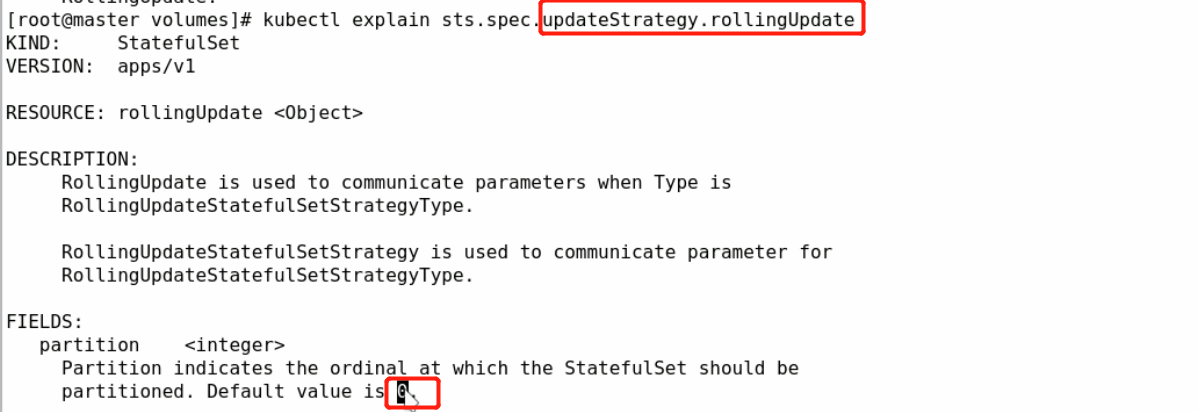 RollingUpdate.
[root@master volumes]# kubectl explain sts.spec.updateStrategy.rollingUpdate
KIND:     StatefulSet
VERSION:  apps/v1
RESOURCE: rollingUpdate <Object>
DESCRIPTION:
RollingUpdate is used to communicate parameters when Type is
RollingUpdateStatefulSetStrategyType.
RollingUpdateStatefulSetStrategy is used to communicate parameter for
RollingUpdateStatefulSetStrategyType.
FIELDS:
partition    <integer>
Partition indicates the ordinal at which the StatefulSet should be
partitioned. Default value is 0.